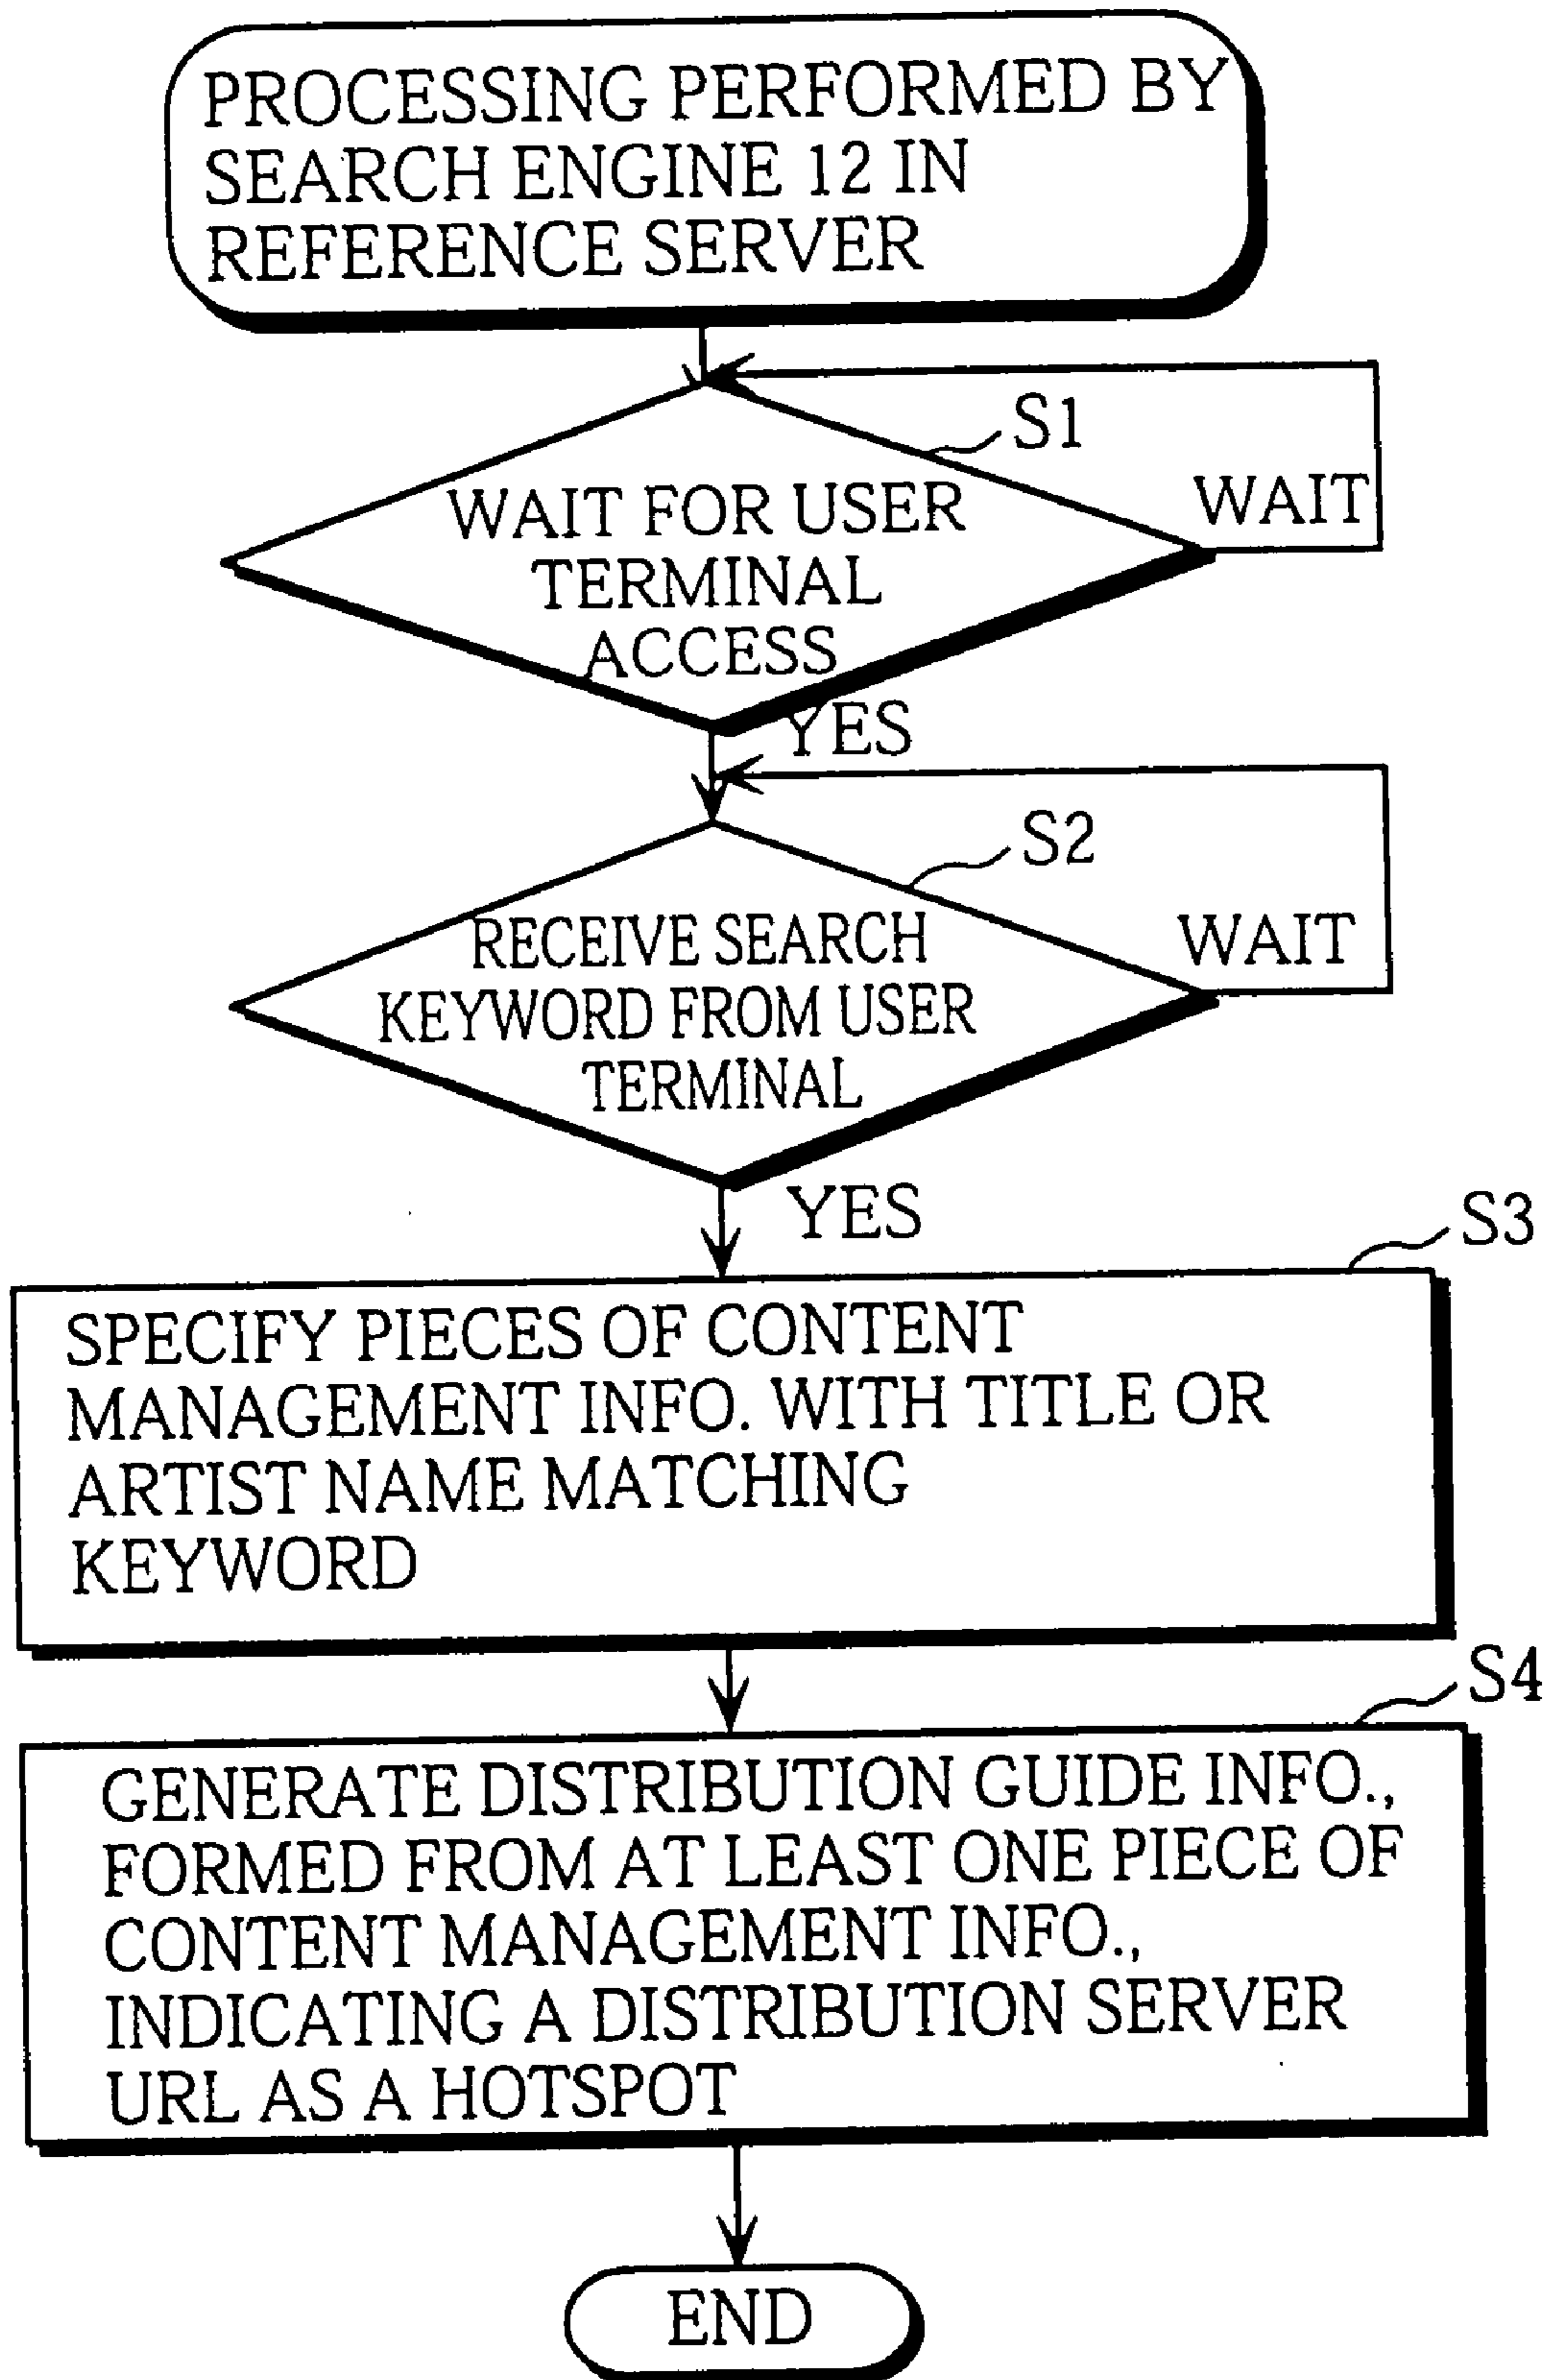 PROCESSING PERFORMED BY
SEARCH ENGINE 12 IN
REFERENCE SERVER
S1
WAIT FOR USER
TERMINAL
ACCESS
WAIT
YES
S2
RECEIVE SEARCH
KEYWORD FROM USER
TERMINAL
WAIT
YES
S3
SPECIFY PIECES OF CONTENT
MANAGEMENT INFO. WITH TITLE OR
ARTIST NAME MATCHING
KEYWORD
S4
GENERATE DISTRIBUTION GUIDE INFO.,
FORMED FROM AT LEAST ONE PIECE OF
CONTENT MANAGEMENT INFO.,
INDICATING A DISTRIBUTION SERVER
URL AS A HOTSPOT
END